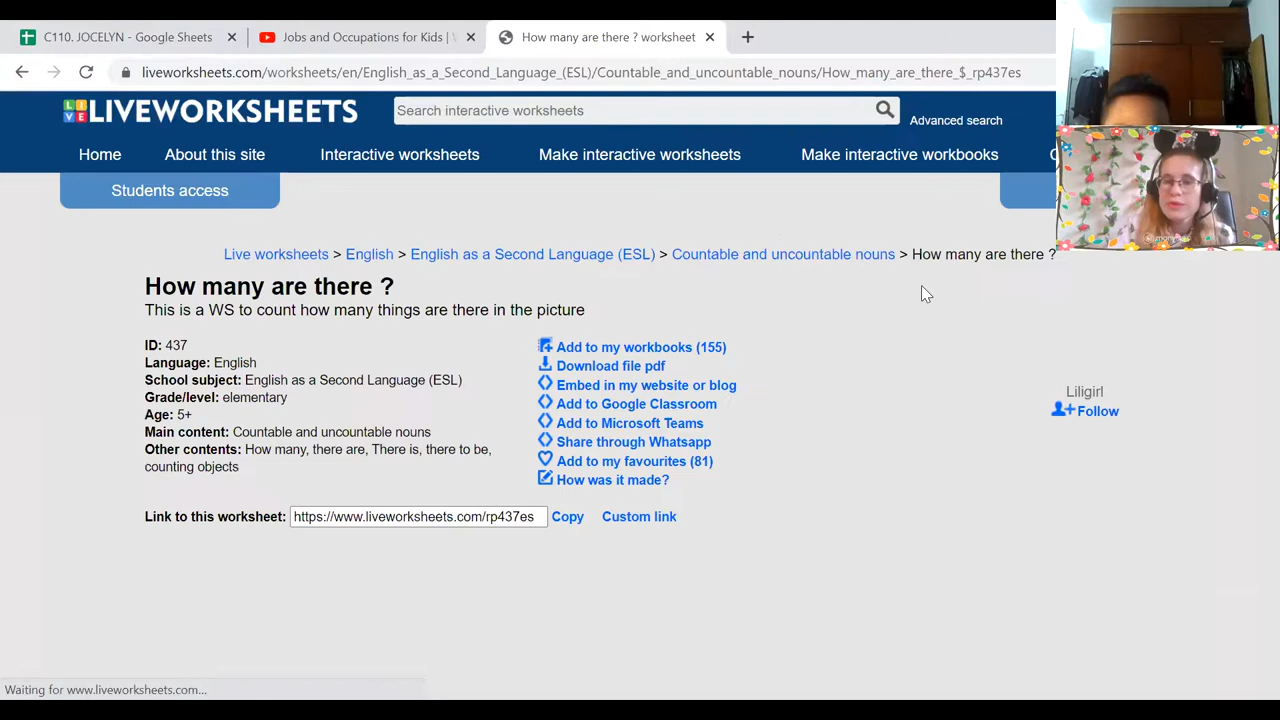 C110. JOCELYN - Google Sheets
Jobs and Occupations for Kids |
How many are there ? worksheet
liveworksheets.com/worksheets/en/English_as_a_Second_Language_(ESL)/Countable_and_uncountable_nouns/How_many_are_there_$_rp437es
LIVE
LIVEWORKSHEETS
Search interactive worksheets
Advanced search
Home
About this site
Interactive worksheets
Make interactive worksheets
Make interactive workbooks
Students access
Live worksheets > English > English as a Second Language (ESL) > Countable and uncountable nouns > How many are there ?
How many are there ?
This is a WS to count how many things are there in the picture
ID: 437
Language: English
School subject: English as a Second Language (ESL)
Grade/level: elementary
Age: 5+
Main content: Countable and uncountable nouns
Other contents: How many, there are, There is, there to be,
counting objects
Add to my workbooks (155)
Download file pdf
Embed in my website or blog
Add to Google Classroom
Add to Microsoft Teams
Share through Whatsapp
Add to my favourites (81)
How was it made?
Liligirl
Follow
Link to this worksheet: https://www.liveworksheets.com/rp437es Copy Custom link
Waiting for www.liveworksheets.com...